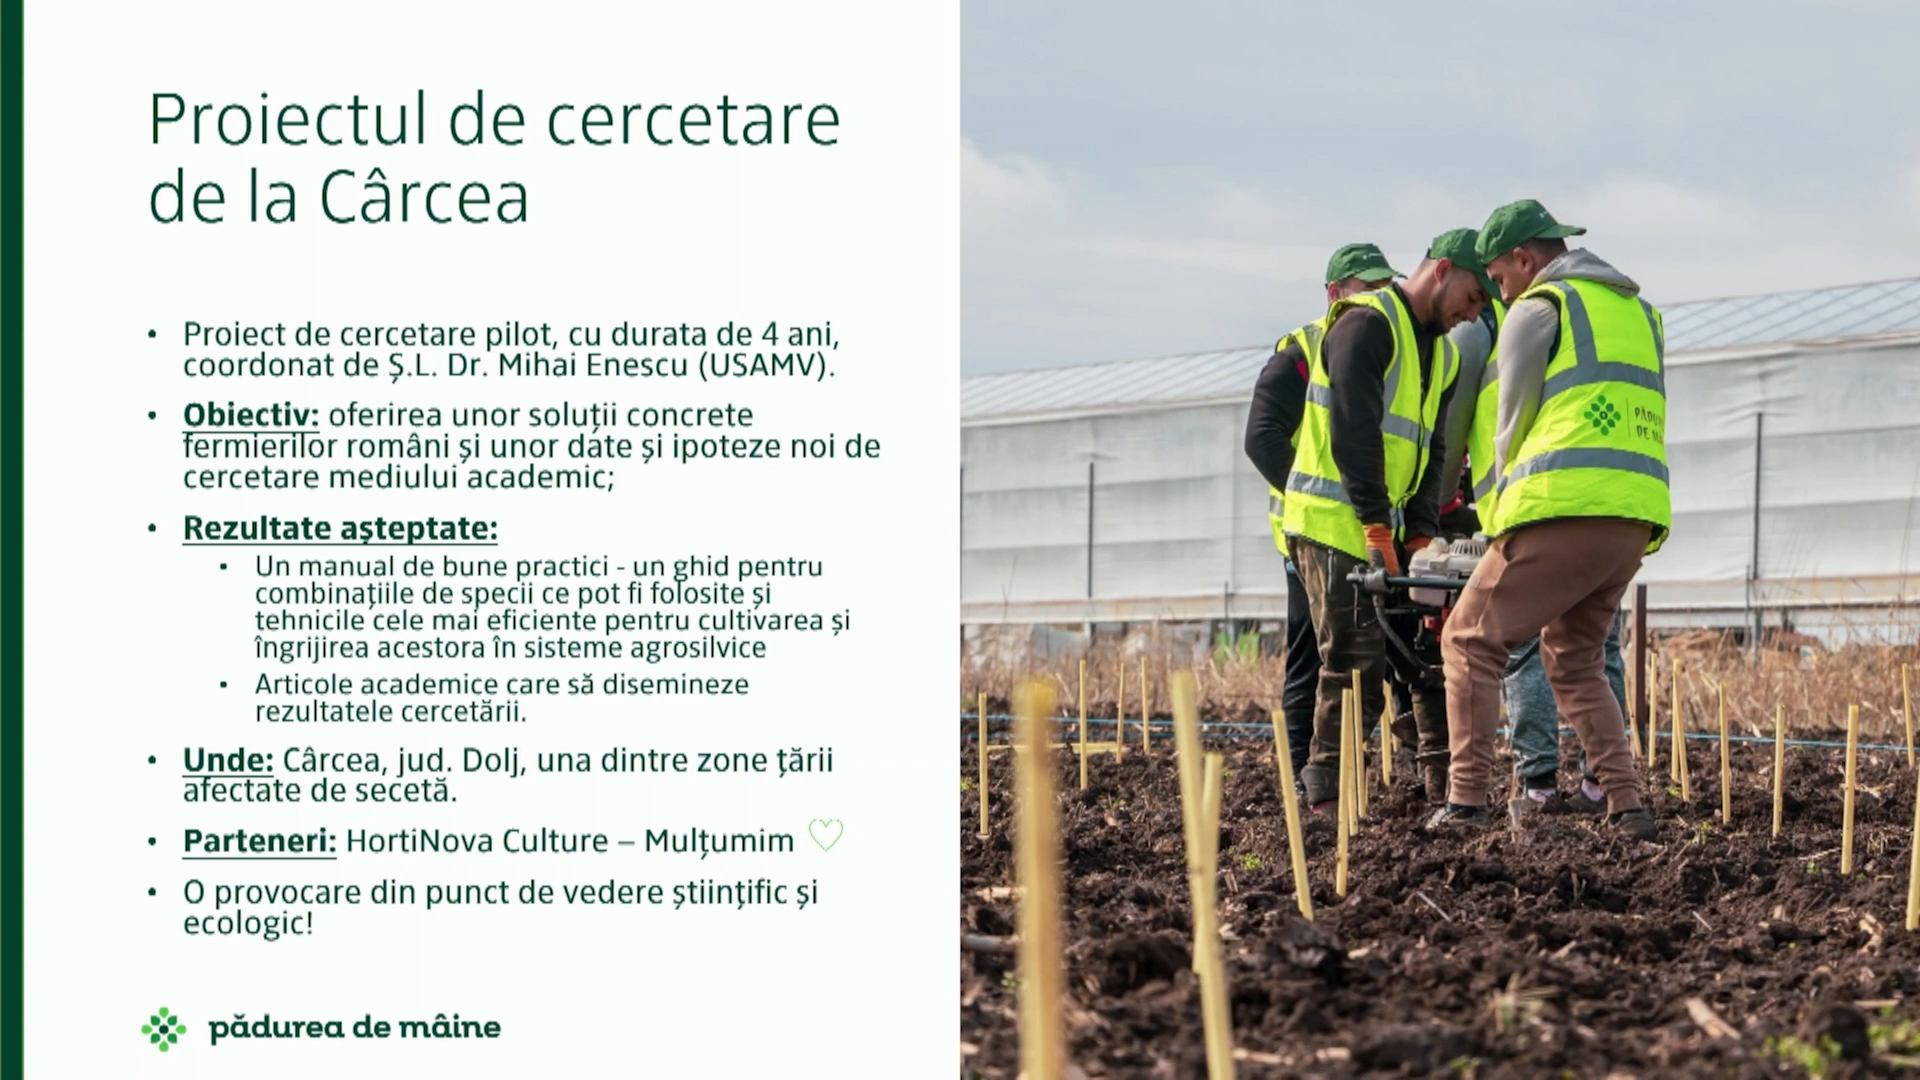 Proiectul de cercetare
de la Cârcea
• Proiect de cercetare pilot, cu durata de 4 ani,
coordonat de Ș.L. Dr. Mihai Enescu (USAMV).
• Obiectiv: oferirea unor soluții concrete
fermierilor români și unor date și ipoteze noi de
cercetare mediului academic;
• Rezultate așteptate:
• Un manual de bune practici - un ghid pentru
combinațiile de specii ce pot fi folosite și
tehnicile cele mai eficiente pentru cultivarea și
îngrijirea acestora în sisteme agrosilvice
• Articole academice care să disemineze
rezultatele cercetării.
• Unde: Cârcea, jud. Dolj, una dintre zone țării
afectate de secetă.
• Parteneri: HortiNova Culture – Mulțumim ♡
• O provocare din punct de vedere științific și
ecologic!
pădurea de mâine
DE